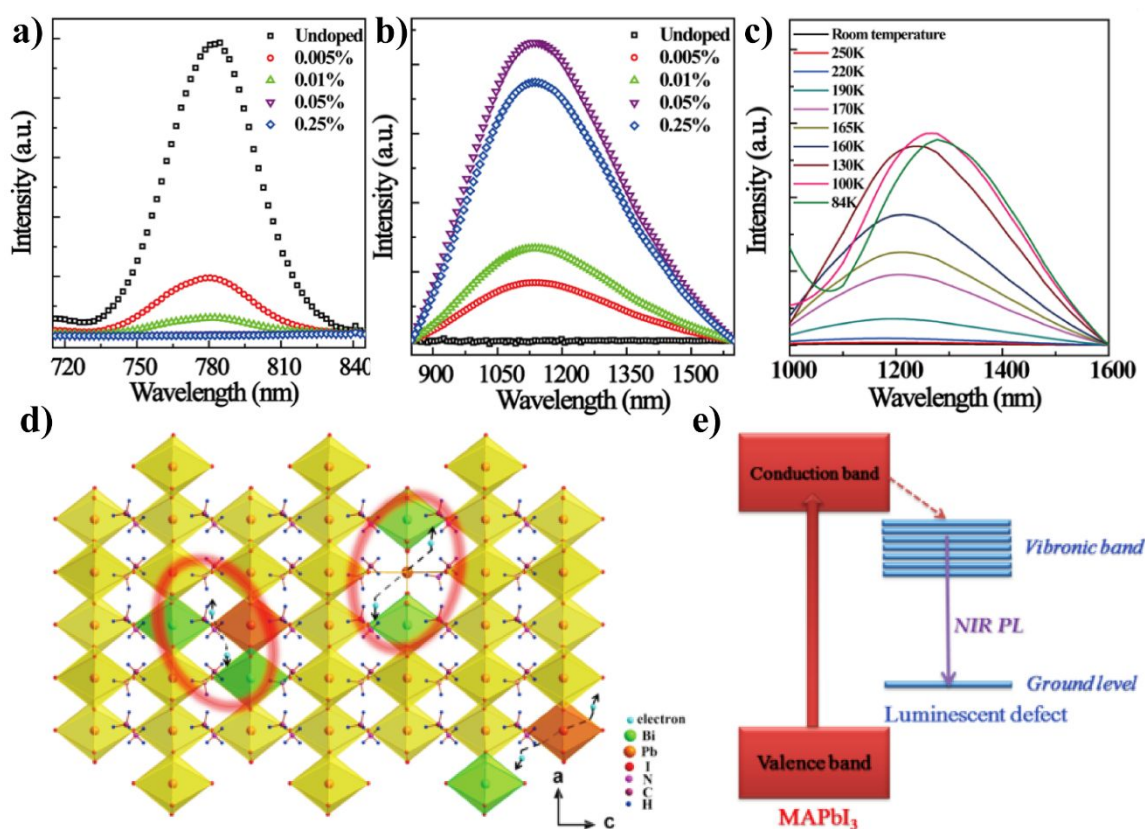 a)
Undoped
0.005%
0.01%
0.05%
0.25%
Intensity (a.u.)
720 750 780 810 840
Wavelength (nm)
b)
Undoped
0.005%
0.01%
0.05%
0.25%
Intensity (a.u.)
900 1050 1200 1350 1500
Wavelength (nm)
c)
Room temperature
250K
220K
190K
170K
165K
160K
130K
100K
84K
Intensity (a.u.)
1000 1200 1400 1600
Wavelength (nm)
d)
electron
Bi
Pb
I
N
C
H
a
c
e)
Conduction band
Vibronic band
NIR PL
Ground level
Luminescent defect
Valence band
MAPbI₃